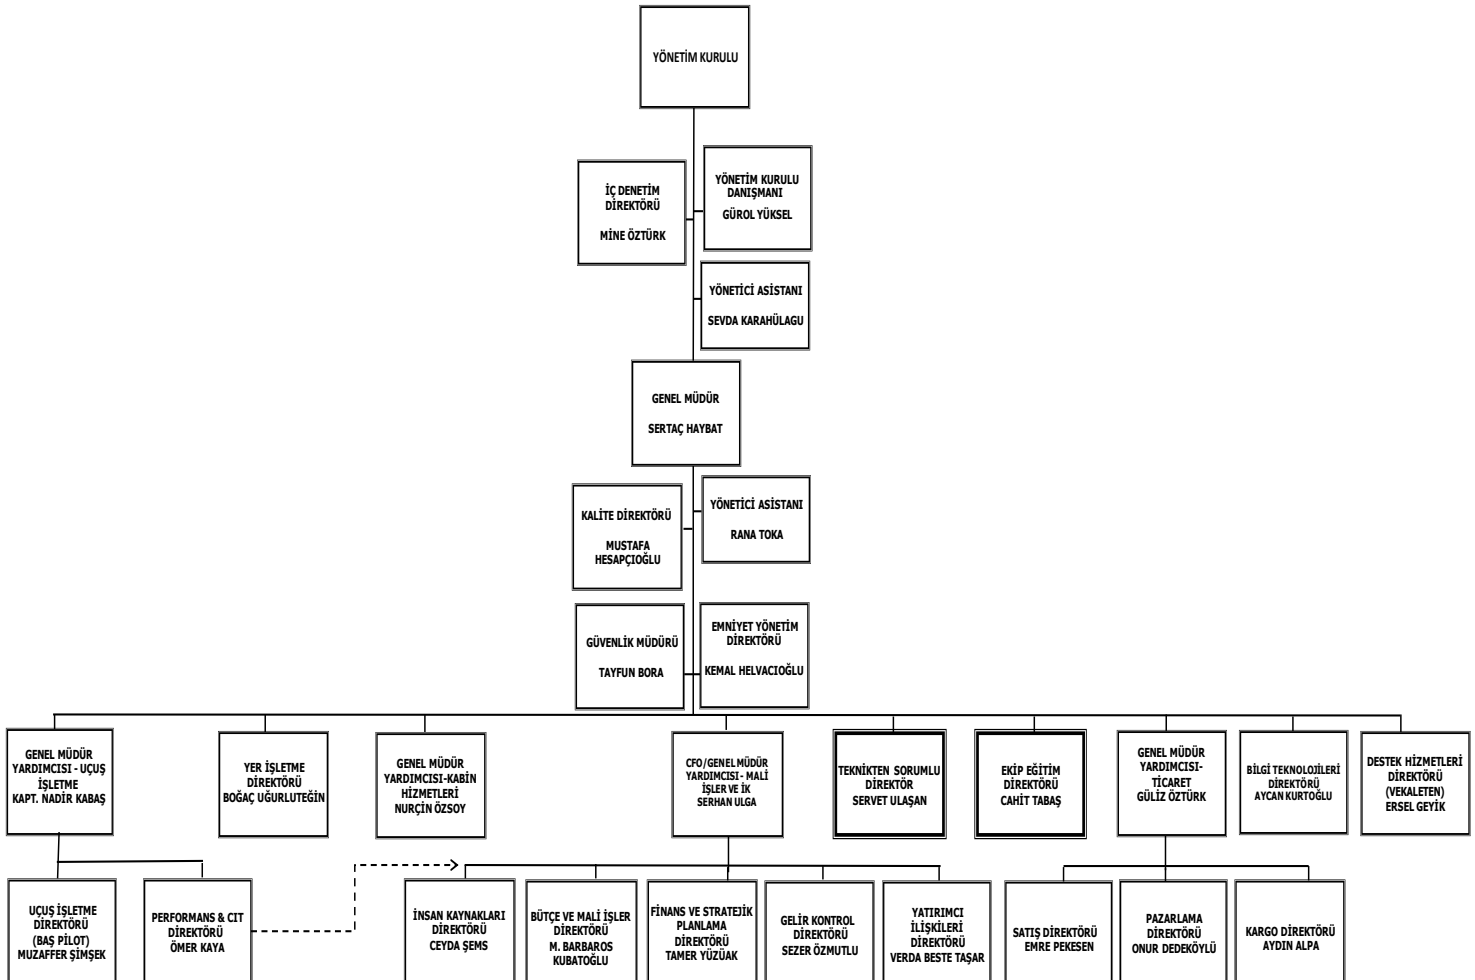 YÖNETİM KURULU
İÇ DENETİM
DİREKTÖRÜ
MİNE ÖZTÜRK
YÖNETİM KURULU
DANIŞMANI
GÜROL YÜKSEL
YÖNETİCİ ASİSTANI
SEVDA KARAHÜLAGU
GENEL MÜDÜR
SERTAÇ HAYBAT
KALİTE DİREKTÖRÜ
MUSTAFA
HESAPÇIOĞLU
YÖNETİCİ ASİSTANI
RANA TOKA
GÜVENLİK MÜDÜRÜ
TAYFUN BORA
EMNİYET YÖNETİM
DİREKTÖRÜ
KEMAL HELVACIOĞLU
GENEL MÜDÜR
YARDIMCISI - UÇUŞ
İŞLETME
KAPT. NADİR KABAŞ
YER İŞLETME
DİREKTÖRÜ
BOĞAÇ UĞURLUTEĞİN
GENEL MÜDÜR
YARDIMCISI-KABİN
HİZMETLERİ
NURÇİN ÖZSOY
CFO/GENEL MÜDÜR
YARDIMCISI - MALİ
İŞLER VE İK
SERHAN ULGA
TEKNİKTEN SORUMLU
DİREKTÖR
SERVET ULAŞAN
EKİP EĞİTİM
DİREKTÖRÜ
CAHİT TABAŞ
GENEL MÜDÜR
YARDIMCISI-
TİCARET
GÜLİZ ÖZTÜRK
BİLGİ TEKNOLOJİLERİ
DİREKTÖRÜ
AYCAN KURTOĞLU
DESTEK HİZMETLERİ
DİREKTÖRÜ
(VEKALETEN)
ERSEL GEYİK
UÇUŞ İŞLETME
DİREKTÖRÜ
(BAŞ PİLOT)
MUZAFFER ŞİMŞEK
PERFORMANS & CIT
DİREKTÖRÜ
ÖMER KAYA
İNSAN KAYNAKLARI
DİREKTÖRÜ
CEYDA ŞEMS
BÜTÇE VE MALİ İŞLER
DİREKTÖRÜ
M. BARBAROS
KUBATOĞLU
FİNANS VE STRATEJİK
PLANLAMA
DİREKTÖRÜ
TAMER YÜZÜAK
GELİR KONTROL
DİREKTÖRÜ
SEZER ÖZMUTLU
YATIRIMCI
İLİŞKİLERİ
DİREKTÖRÜ
VERDA BESTE TAŞAR
SATIŞ DİREKTÖRÜ
EMRE PEKESEN
PAZARLAMA
DİREKTÖRÜ
ONUR DEDEKÖYLÜ
KARGO DİREKTÖRÜ
AYDIN ALPA